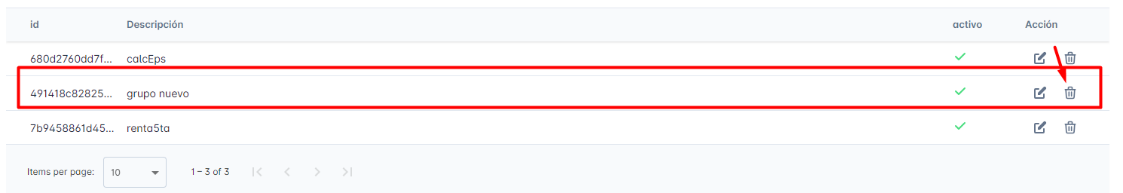 id Descripción activo Acción
680d2760dd7f... calcEps
491418c82825... grupo nuevo
7b9458861d45... renta5ta
Items per page: 10 1 – 3 of 3